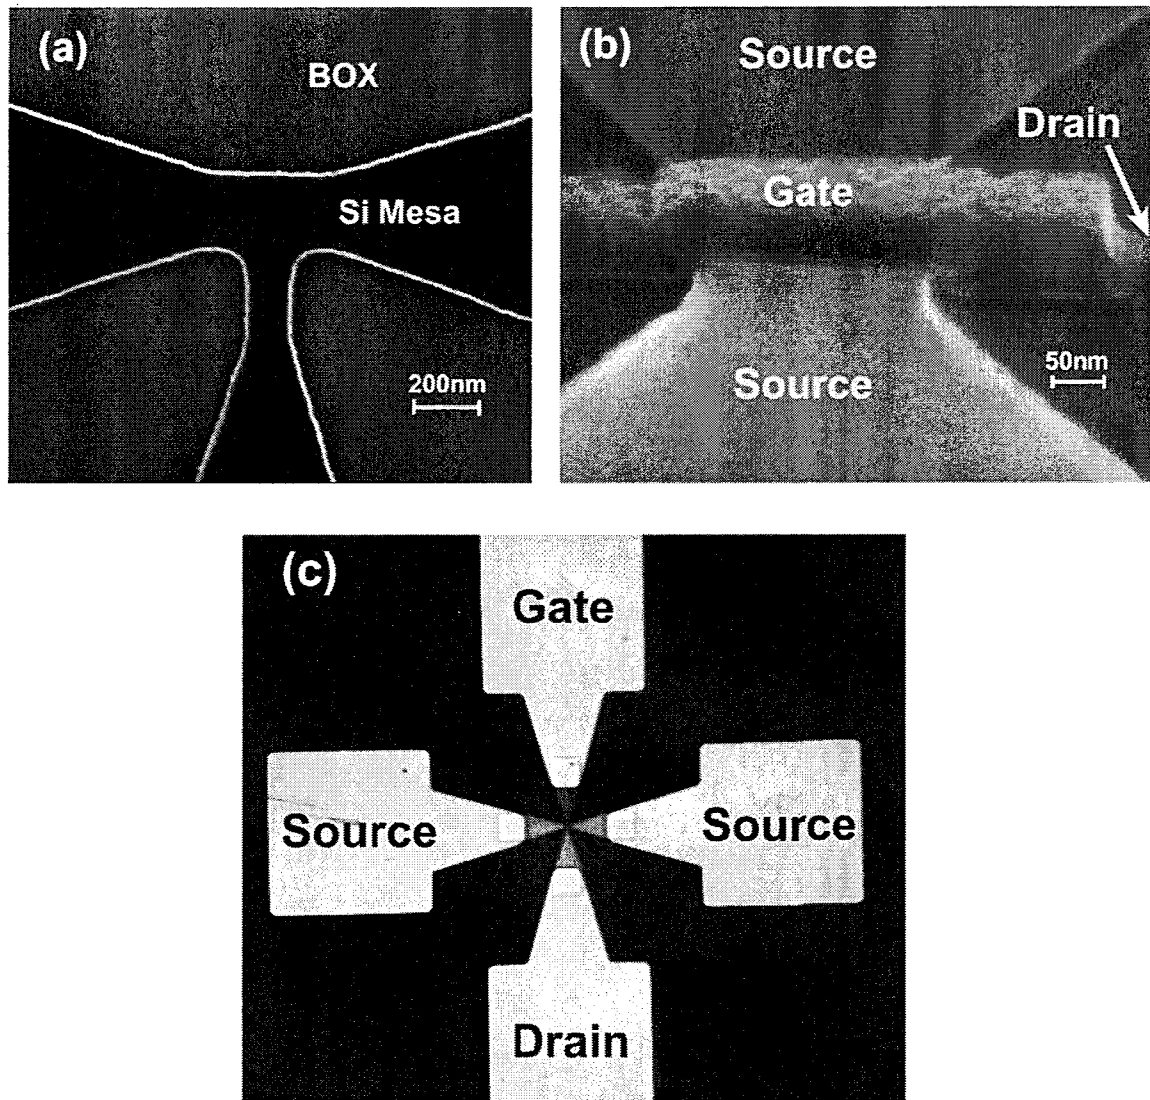 (a)
BOX
Si Mesa
200nm
(b)
Source
Drain
Gate
Source
50nm
(c)
Gate
Source
Source
Drain